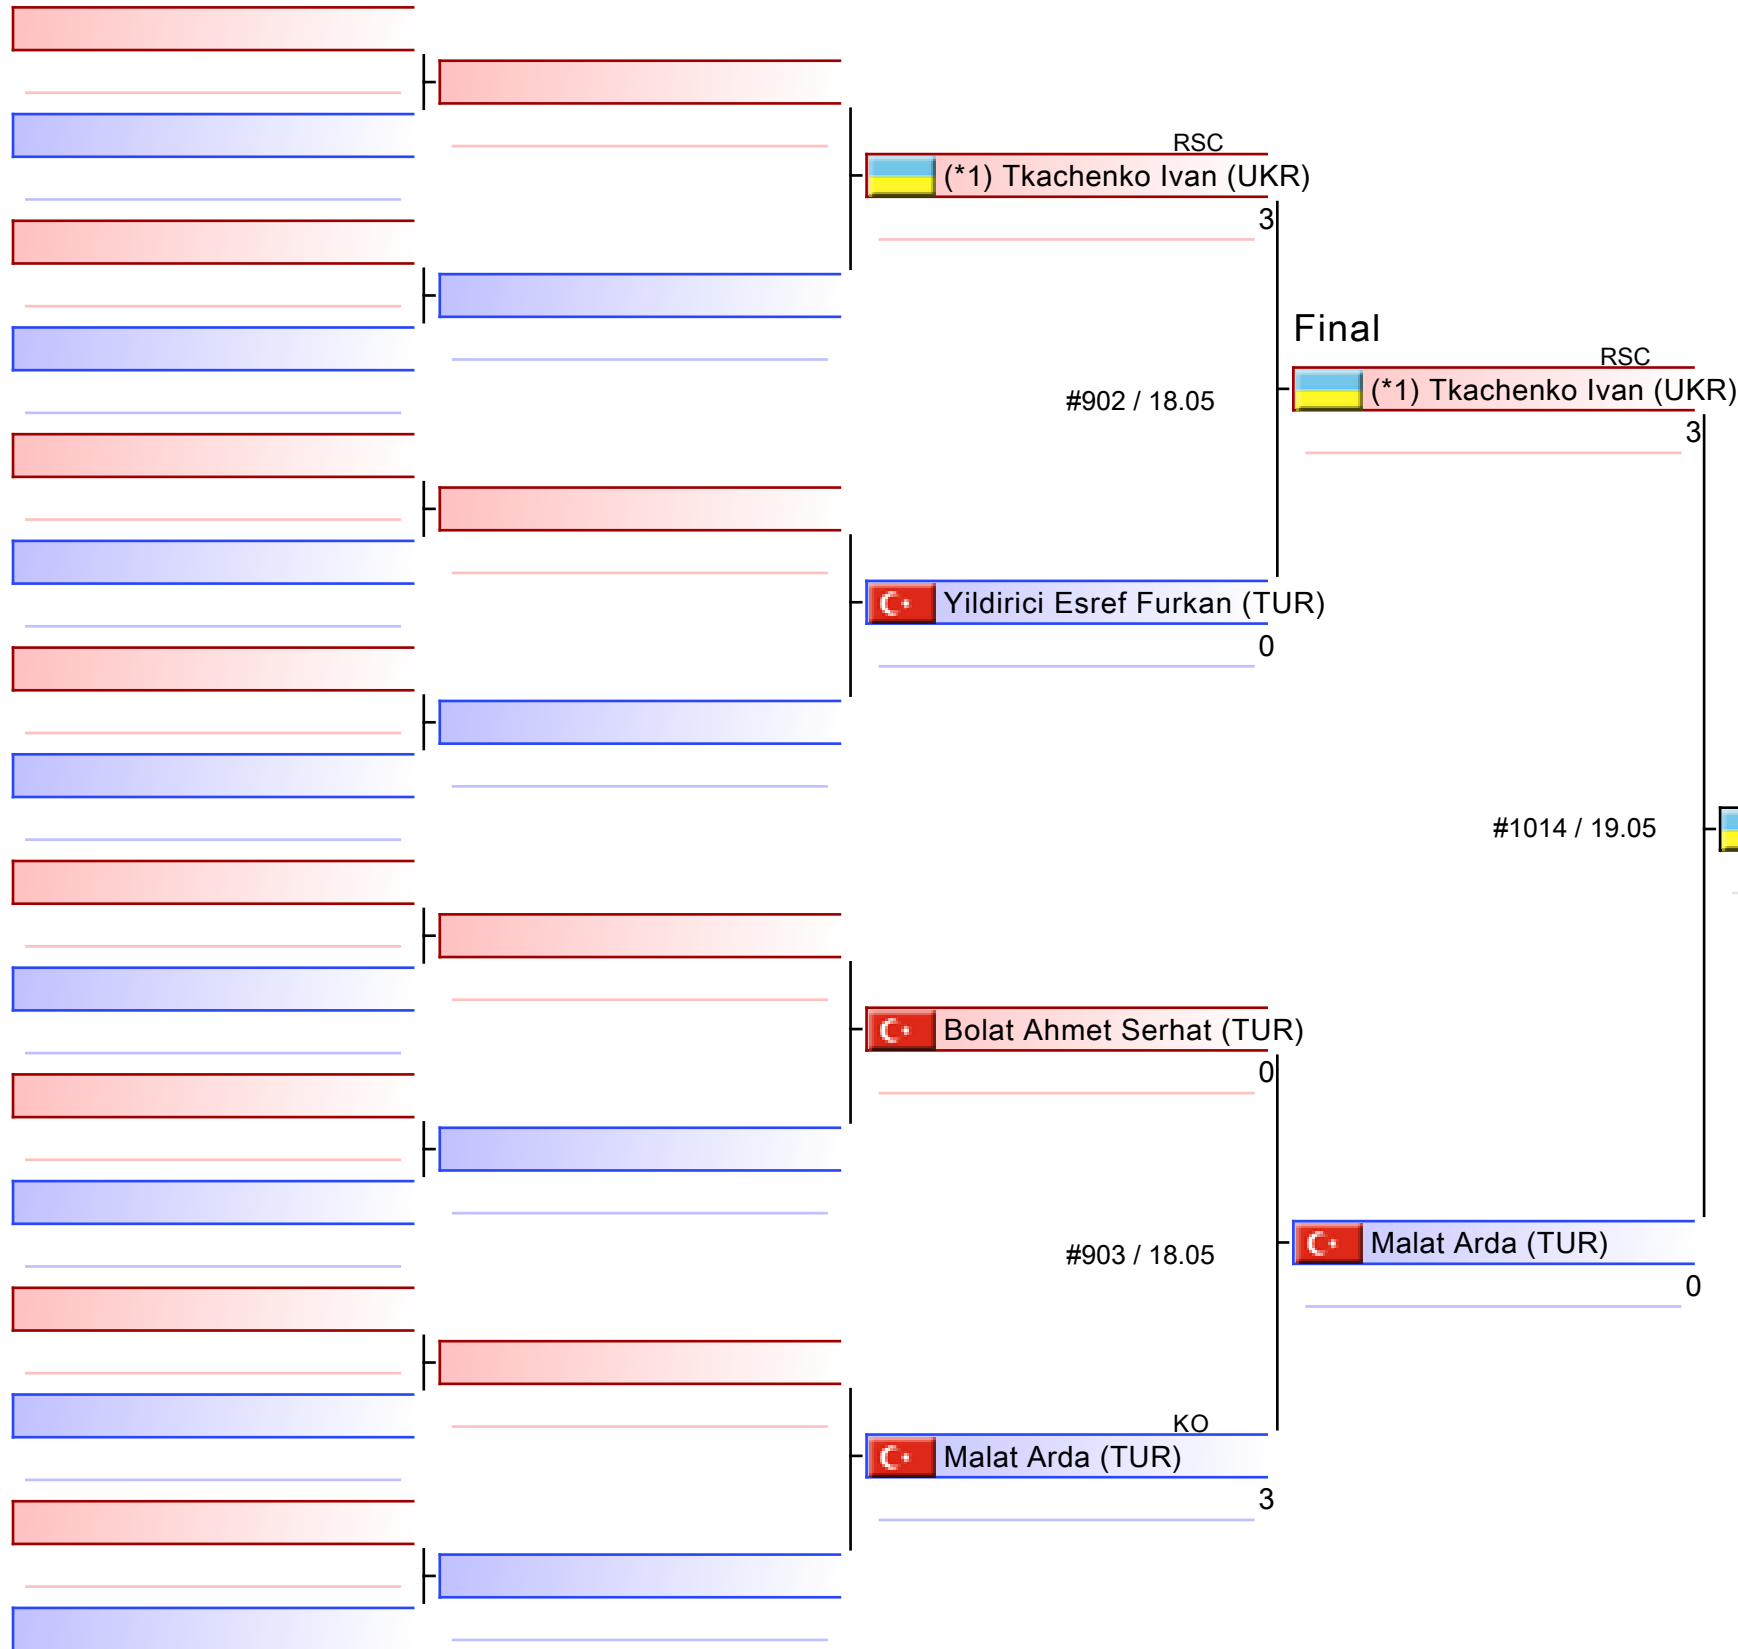 RSC
(*1) Tkachenko Ivan (UKR)
3
Final
RSC
#902 / 18.05
(*1) Tkachenko Ivan (UKR)
3
Yildirici Esref Furkan (TUR)
0
#1014 / 19.05
Bolat Ahmet Serhat (TUR)
0
#903 / 18.05
Malat Arda (TUR)
0
KO
Malat Arda (TUR)
3